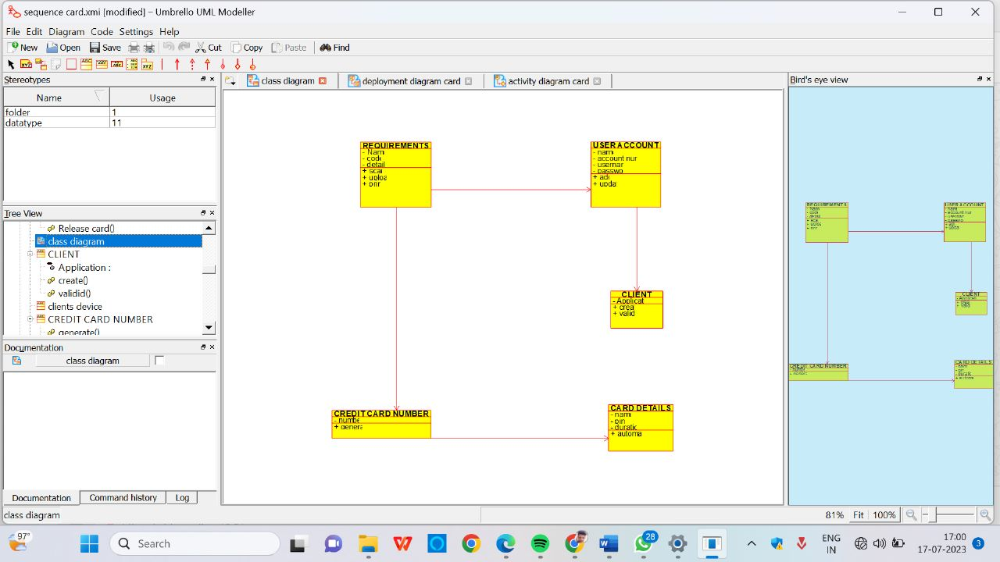 sequence card.xmi [modified] – Umbrello UML Modeller
File Edit Diagram Code Settings Help
New Open Save Cut Copy Paste Find
Stereotypes
Name Usage
folder 1
datatype 11
Tree View
Release card()
class diagram
CLIENT
Application :
create()
validid()
clients device
CREDIT CARD NUMBER
generate()
Documentation
class diagram
Documentation Command history Log
class diagram
class diagram deployment diagram card activity diagram card
REQUIREMENTS
- Nam
- code
- detail
+ scan
+ uploa
+ prir
USER ACCOUNT
- name
- account nur
- usernar
- passwo
+ add
+ upda
CLIENT
- Applicat
+ crea
+ valid
CREDIT CARD NUMBER
- numbe
+ genera
CARD DETAILS
- name
- pin
- duratic
+ automa
Bird's eye view
REQUIREMENTS
USER ACCOUNT
CLIENT
CREDIT CARD NUMBER
CARD DETAILS
81% Fit 100%
97°
Search
28
ENG
IN
17:00
17-07-2023
3